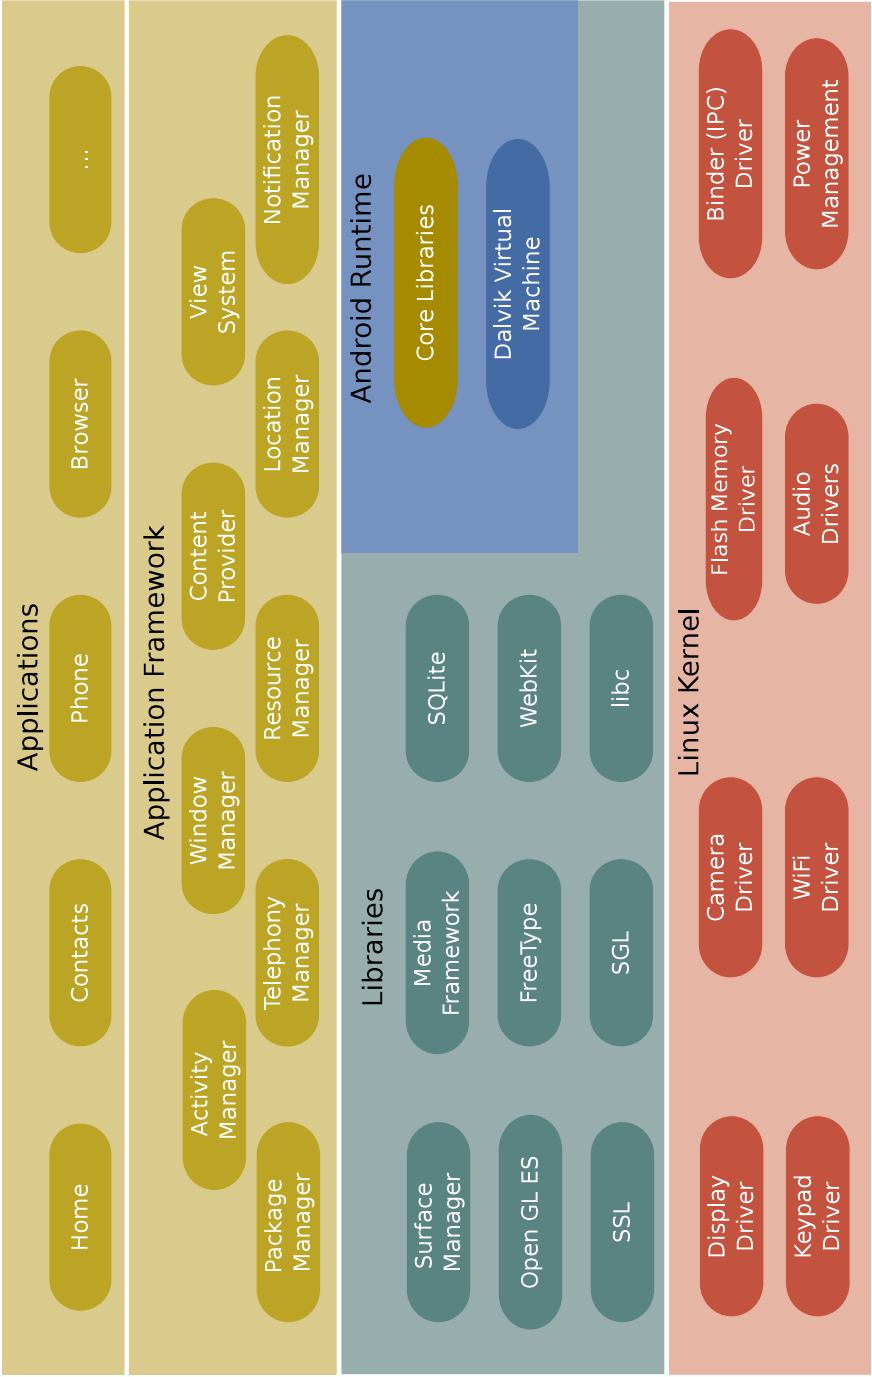 Applications
Home
Contacts
Phone
Browser
...
Application Framework
Activity
Manager
Window
Manager
Content
Provider
View
System
Package
Manager
Telephony
Manager
Resource
Manager
Location
Manager
Notification
Manager
Libraries
Surface
Manager
Media
Framework
SQLite
Open GL ES
FreeType
WebKit
SSL
SGL
libc
Android Runtime
Core Libraries
Dalvik Virtual
Machine
Linux Kernel
Display
Driver
Camera
Driver
Flash Memory
Driver
Binder (IPC)
Driver
Keypad
Driver
WiFi
Driver
Audio
Drivers
Power
Management